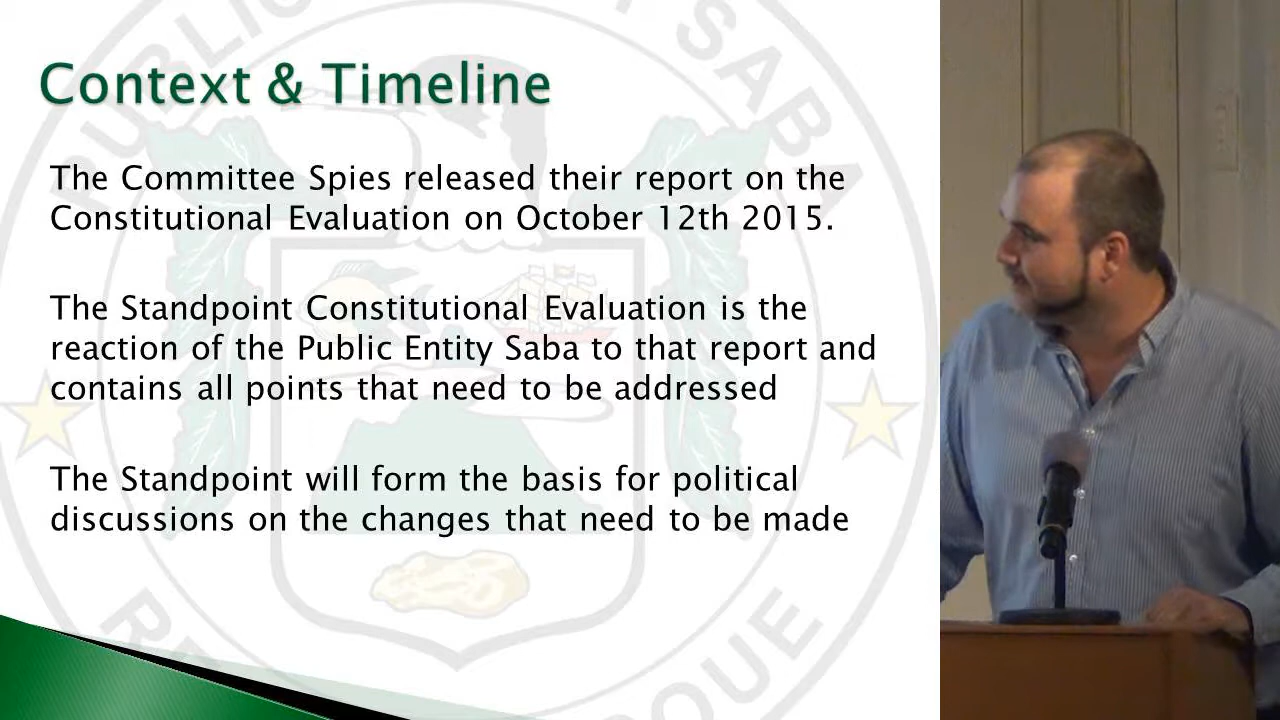 PUBLIC
SABA
Context & Timeline
The Committee Spies released their report on the
Constitutional Evaluation on October 12th 2015.
The Standpoint Constitutional Evaluation is the
reaction of the Public Entity Saba to that report and
contains all points that need to be addressed
The Standpoint will form the basis for political
discussions on the changes that need to be made